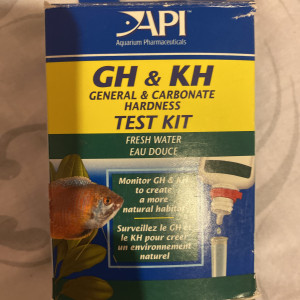 API
Aquarium Pharmaceuticals
GH & KH
GENERAL & CARBONATE
HARDNESS
TEST KIT
FRESH WATER
EAU DOUCE
Monitor GH & KH
to create
a more
natural habitat
Surveillez le GH et
le KH pour créer
un environnement
naturel